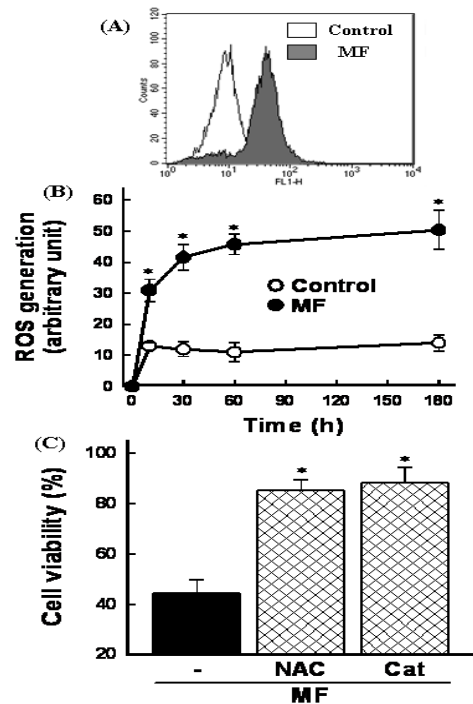 (A)
120
100
80
60
40
20
0
Counts
Control
MF
10^0 10^1 10^2 10^3 10^4
FL1-H
(B)
60
50
40
30
20
10
0
ROS generation
(arbitrary unit)
* * * *
Control
MF
0 30 60 90 120 150 180
Time (h)
(C)
100
80
60
40
20
Cell viability (%)
* *
- NAC Cat
MF